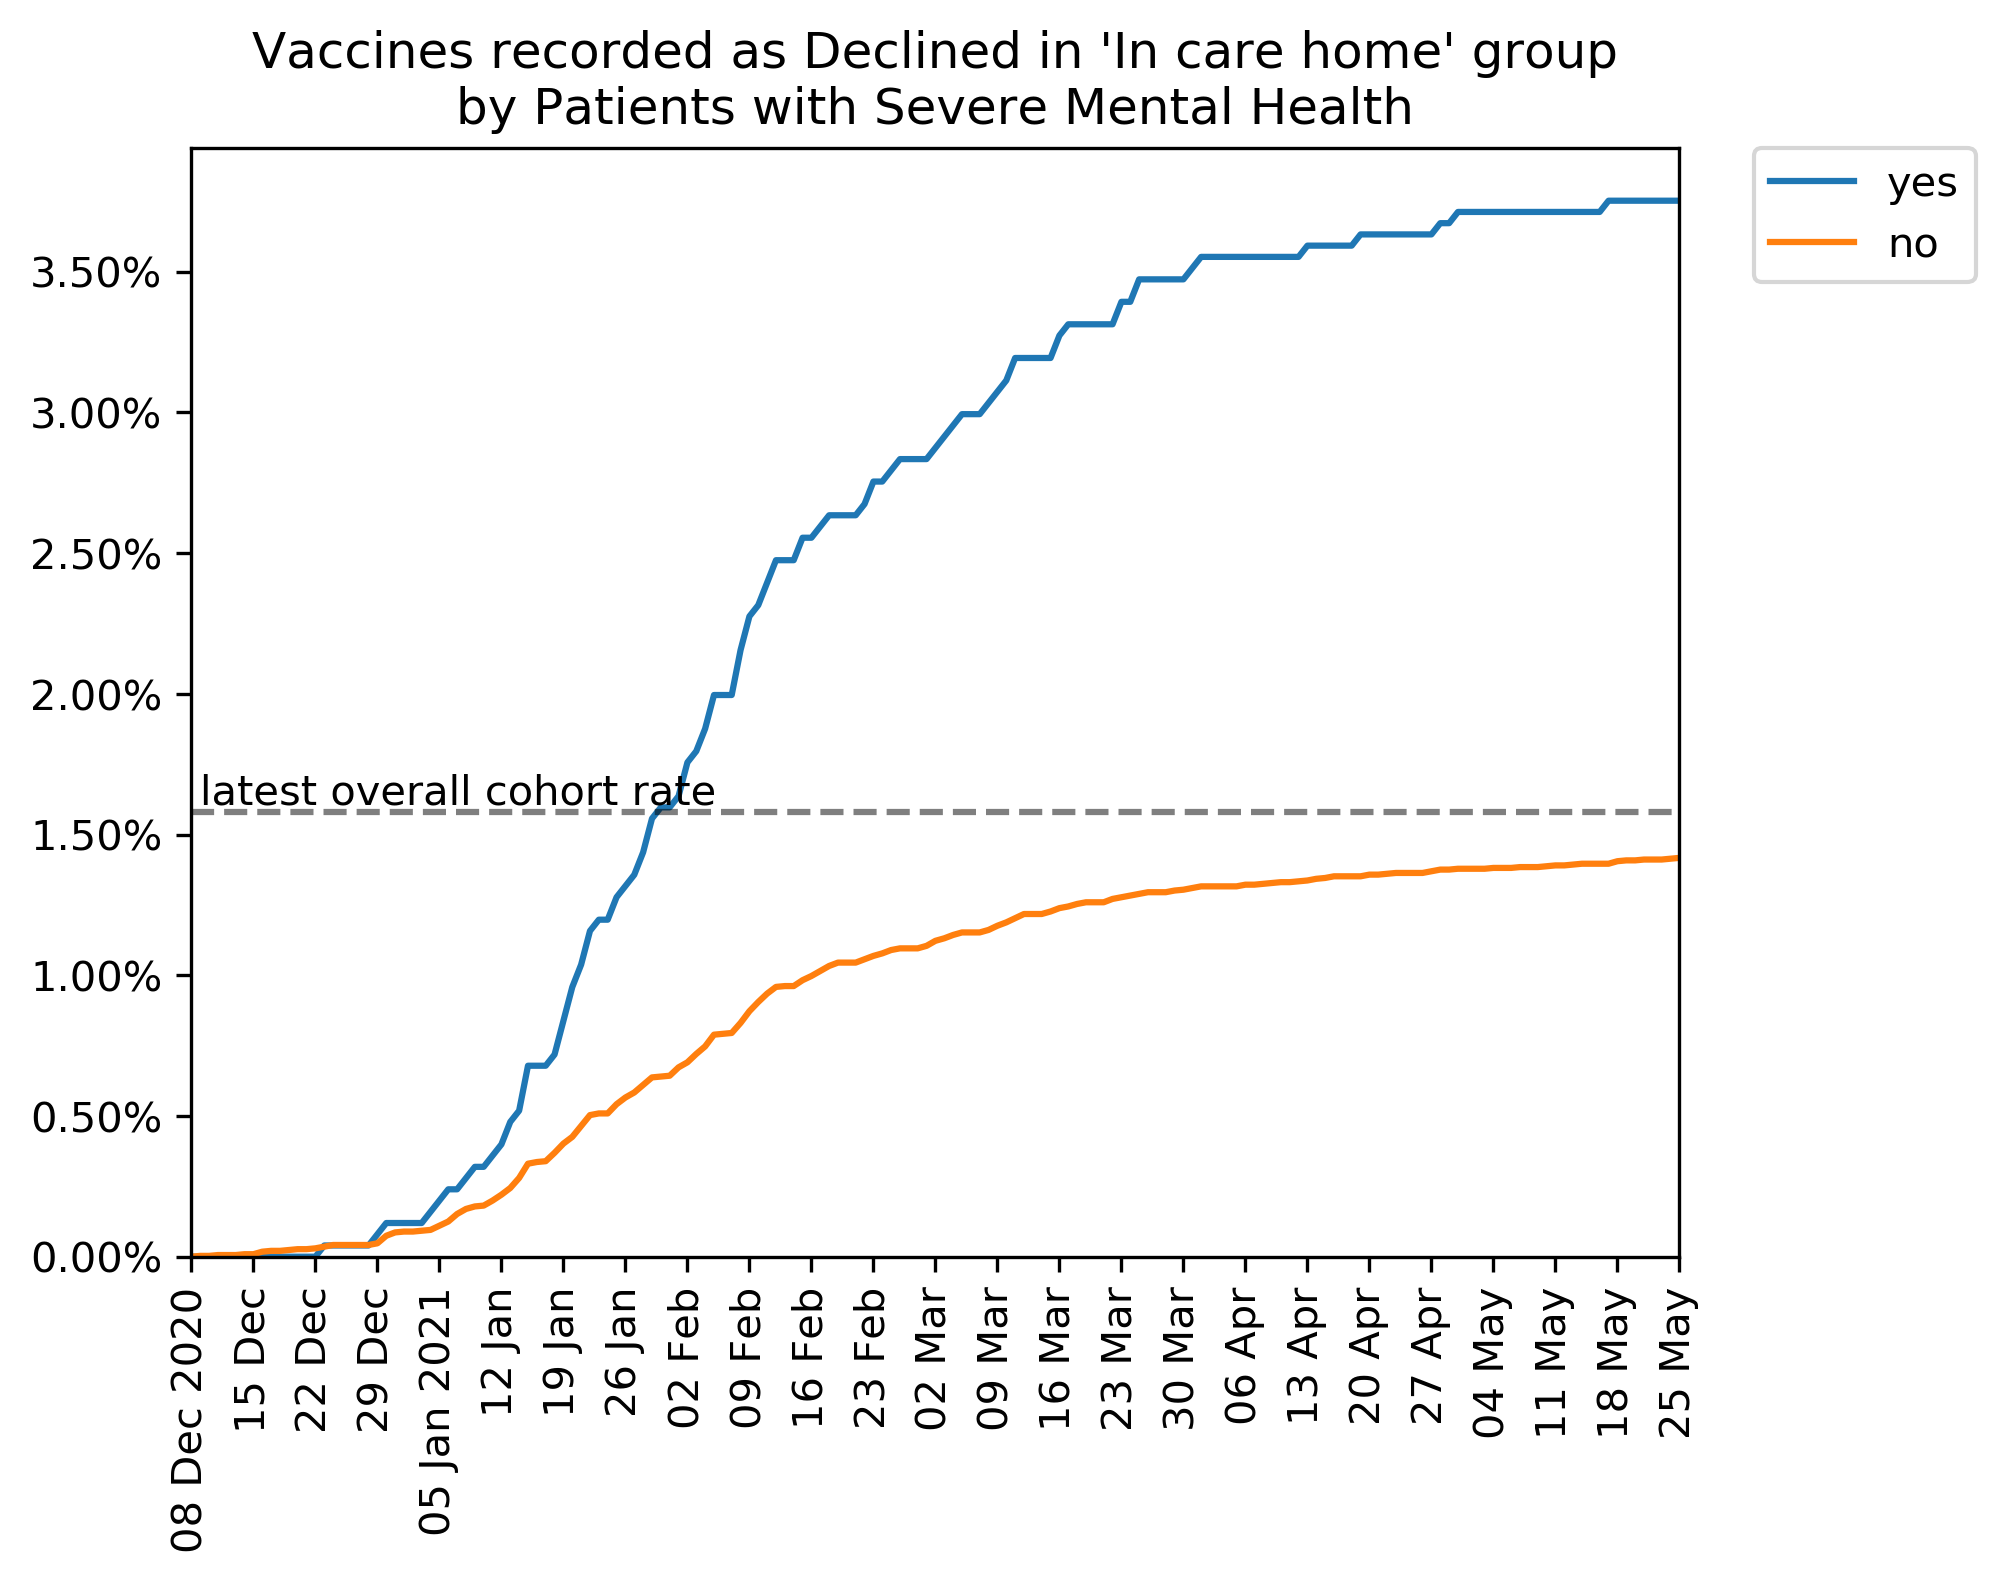 Vaccines recorded as Declined in 'In care home' group
by Patients with Severe Mental Health
yes
no
3.50%
3.00%
2.50%
2.00%
latest overall cohort rate
1.50%
1.00%
0.50%
0.00%
08 Dec 2020
15 Dec
22 Dec
29 Dec
05 Jan 2021
12 Jan
19 Jan
26 Jan
02 Feb
09 Feb
16 Feb
23 Feb
02 Mar
09 Mar
16 Mar
23 Mar
30 Mar
06 Apr
13 Apr
20 Apr
27 Apr
04 May
11 May
18 May
25 May